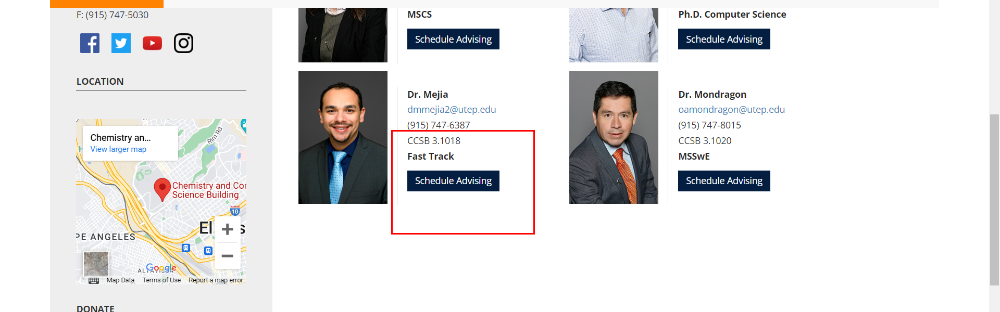 F: (915) 747-5030
LOCATION
Chemistry an...
View larger map
Rim Rd
Chemistry and Cor
Science Building
10
El
s
PE ANGELES
Google
Map Data
Terms of Use
Report a map error
DONATE
MSCS
Schedule Advising
Ph.D. Computer Science
Schedule Advising
Dr. Mejia
dmmejia2@utep.edu
(915) 747-6387
CCSB 3.1018
Fast Track
Schedule Advising
Dr. Mondragon
oamondragon@utep.edu
(915) 747-8015
CCSB 3.1020
MSSwE
Schedule Advising